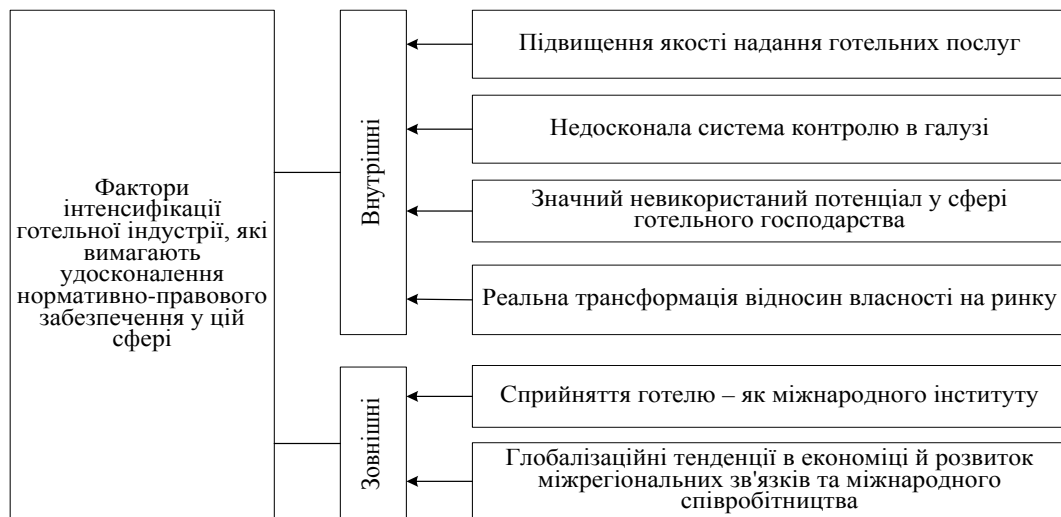 Фактори
інтенсифікації
готельної індустрії, які
вимагають
удосконалення
нормативно-правового
забезпечення у цій
сфері
Внутрішні
Підвищення якості надання готельних послуг
Недосконала система контролю в галузі
Значний невикористаний потенціал у сфері
готельного господарства
Реальна трансформація відносин власності на ринку
Зовнішні
Сприйняття готелю – як міжнародного інституту
Глобалізаційні тенденції в економіці й розвиток
міжрегіональних зв'язків та міжнародного
співробітництва